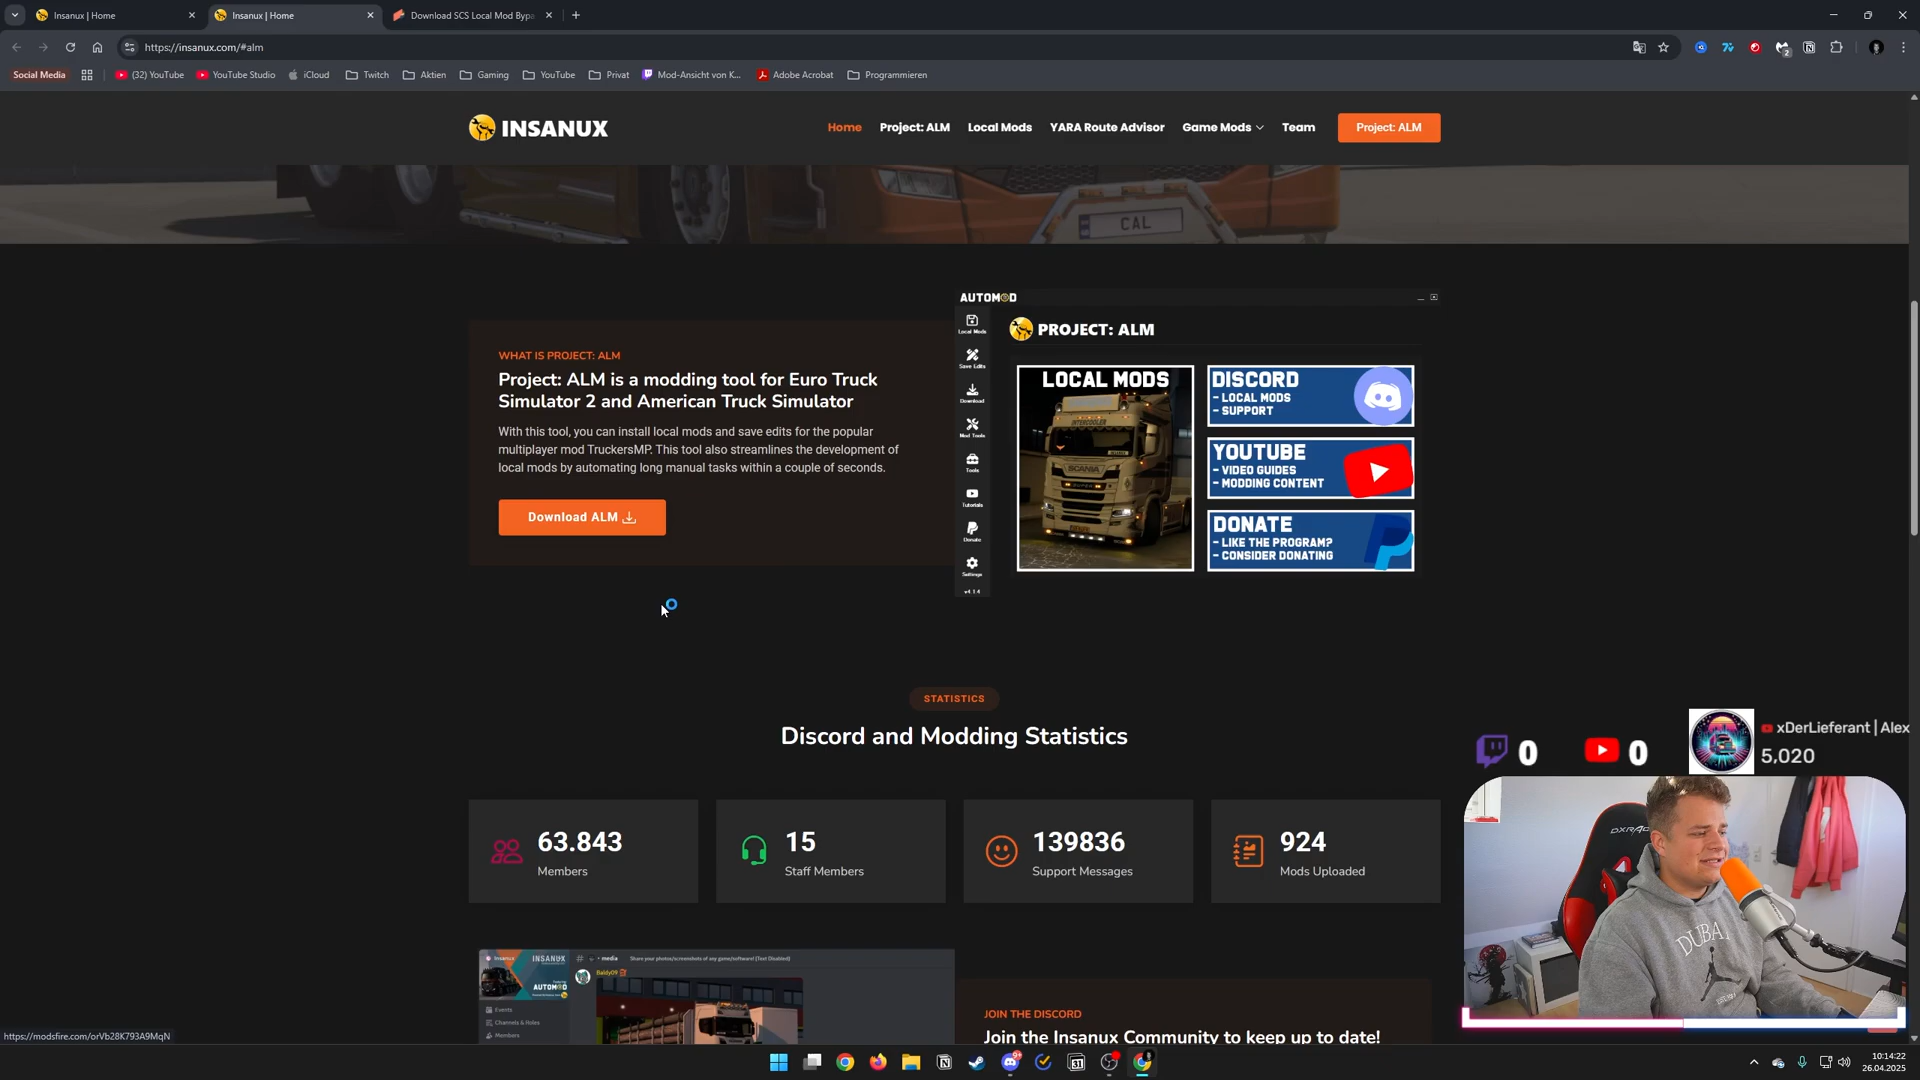 Insanux | Home
Insanux | Home
Download SCS Local Mod Bypa
https://insanux.com/#alm
Social Media
(32) YouTube
YouTube Studio
iCloud
Twitch
Aktien
Gaming
YouTube
Privat
Mod-Ansicht von K...
Adobe Acrobat
Programmieren
INSANUX
Home
Project: ALM
Local Mods
YARA Route Advisor
Game Mods
Team
Project: ALM
CAL
WHAT IS PROJECT: ALM
Project: ALM is a modding tool for Euro Truck
Simulator 2 and American Truck Simulator
With this tool, you can install local mods and save edits for the popular
multiplayer mod TruckersMP. This tool also streamlines the development of
local mods by automating long manual tasks within a couple of seconds.
Download ALM
AUTOMOD
Local Mods
Save Edits
Download
Mod Tools
Tools
Tutorials
Donate
Settings
v4.1.4
PROJECT: ALM
LOCAL MODS
INTERCOOLER
SCANIA
DISCORD
- LOCAL MODS
- SUPPORT
YOUTUBE
- VIDEO GUIDES
- MODDING CONTENT
DONATE
- LIKE THE PROGRAM?
- CONSIDER DONATING
STATISTICS
Discord and Modding Statistics
63.843
Members
15
Staff Members
139836
Support Messages
924
Mods Uploaded
Insanux
INSANUX
AUTOMOD
Events
Channels & Roles
Members
media
Share your photos/screenshots of any game/software! (Text Disabled)
Baldy09
JOIN THE DISCORD
Join the Insanux Community to keep up to date!
0
0
xDerLieferant | Alex
5,020
DUBAI
https://modsfire.com/orVb28K793A9MqN
10:14:22
26.04.2025